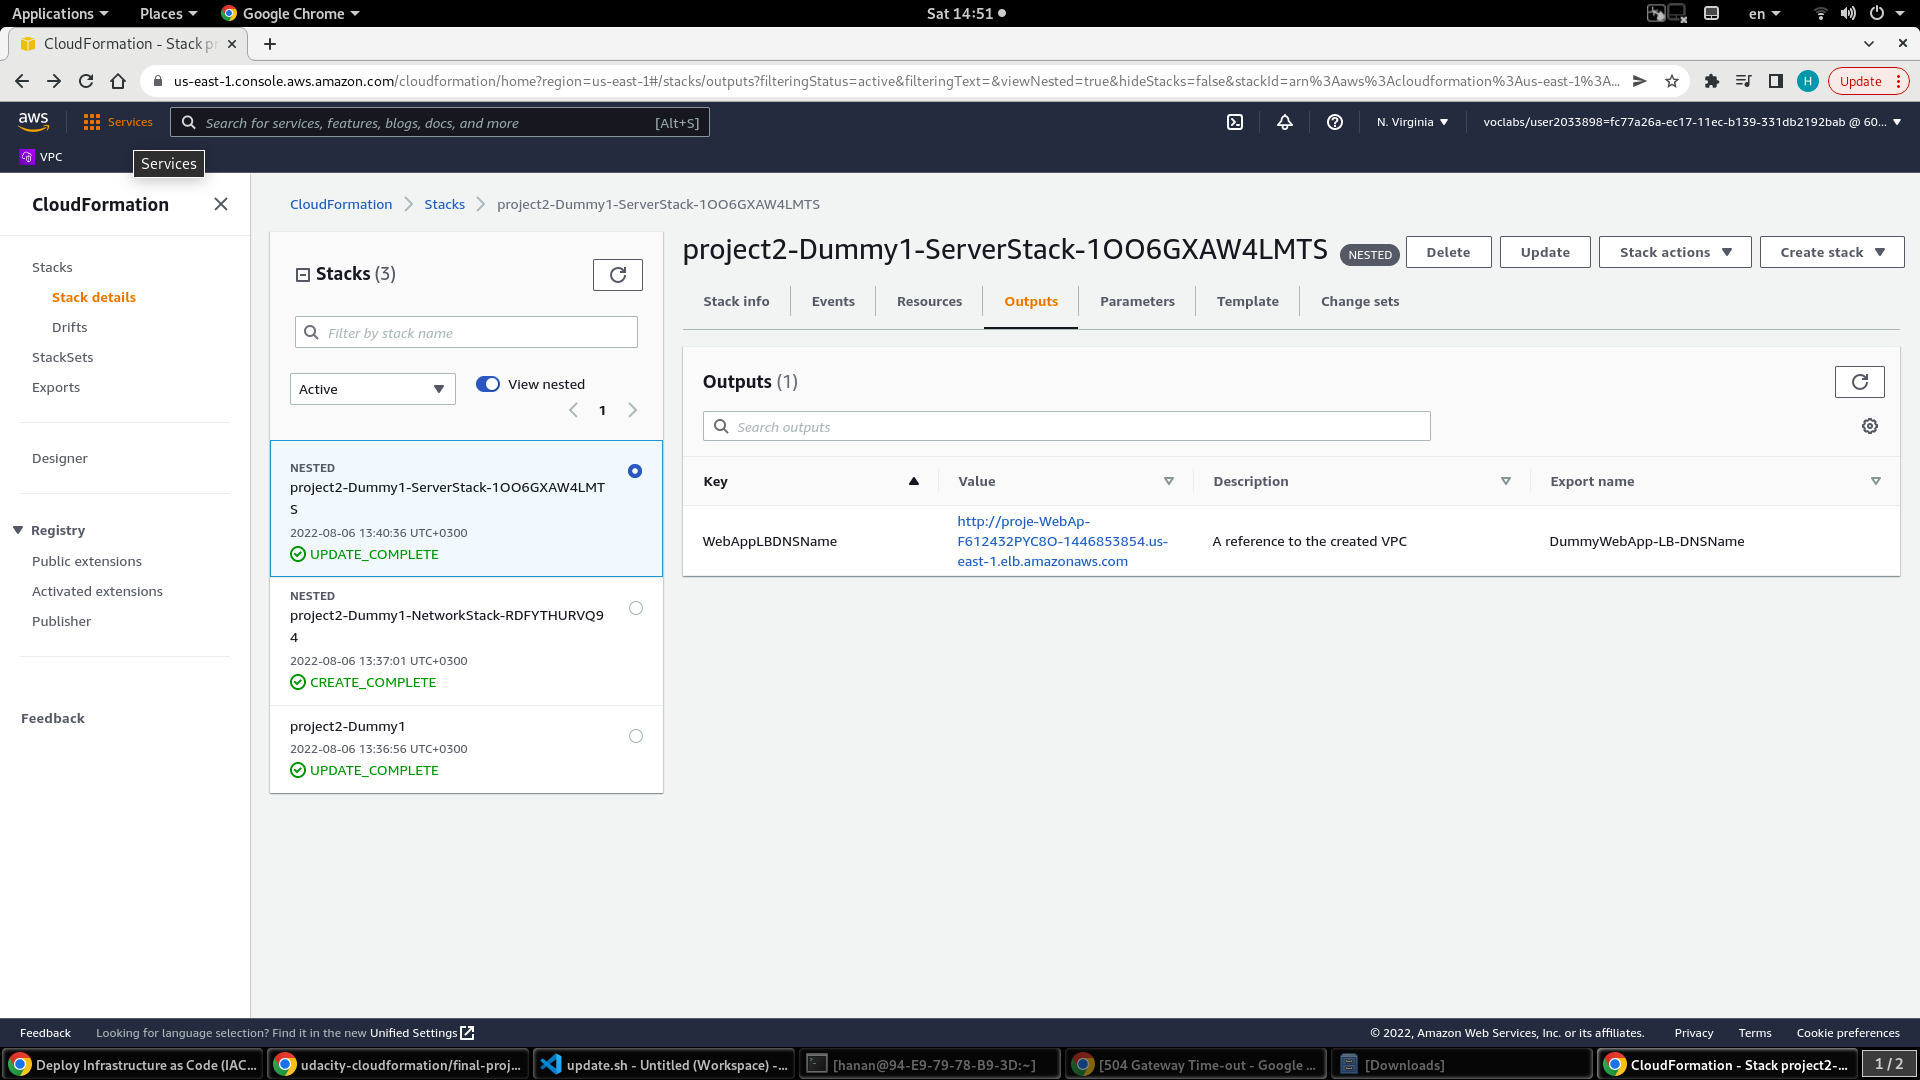 Applications
Places
Google Chrome
Sat 14:51
en
CloudFormation - Stack pr
us-east-1.console.aws.amazon.com/cloudformation/home?region=us-east-1#/stacks/outputs?filteringStatus=active&filteringText=&viewNested=true&hideStacks=false&stackId=arn%3Aaws%3Acloudformation%3Aus-east-1%3A...
H
Update
aws
Services
Search for services, features, blogs, docs, and more
[Alt+S]
N. Virginia
voclabs/user2033898=fc77a26a-ec17-11ec-b139-331db2192bab @ 60...
VPC
Services
CloudFormation
Stacks
Stack details
Drifts
StackSets
Exports
Designer
Registry
Public extensions
Activated extensions
Publisher
Feedback
CloudFormation
Stacks
project2-Dummy1-ServerStack-1OO6GXAW4LMTS
Stacks (3)
Filter by stack name
Active
View nested
1
NESTED
project2-Dummy1-ServerStack-1OO6GXAW4LMT
S
2022-08-06 13:40:36 UTC+0300
UPDATE_COMPLETE
NESTED
project2-Dummy1-NetworkStack-RDFYTHURVQ9
4
2022-08-06 13:37:01 UTC+0300
CREATE_COMPLETE
project2-Dummy1
2022-08-06 13:36:56 UTC+0300
UPDATE_COMPLETE
project2-Dummy1-ServerStack-1OO6GXAW4LMTS
NESTED
Delete
Update
Stack actions
Create stack
Stack info
Events
Resources
Outputs
Parameters
Template
Change sets
Outputs (1)
Search outputs
Key
Value
Description
Export name
WebAppLBDNSName
http://proje-WebAp-
F612432PYC8O-1446853854.us-
east-1.elb.amazonaws.com
A reference to the created VPC
DummyWebApp-LB-DNSName
Feedback
Looking for language selection? Find it in the new Unified Settings
© 2022, Amazon Web Services, Inc. or its affiliates.
Privacy
Terms
Cookie preferences
Deploy Infrastructure as Code (IAC...
udacity-cloudformation/final-proj...
update.sh - Untitled (Workspace) -...
[hanan@94-E9-79-78-B9-3D:~]
[504 Gateway Time-out - Google ...
[Downloads]
CloudFormation - Stack project2-...
1 / 2